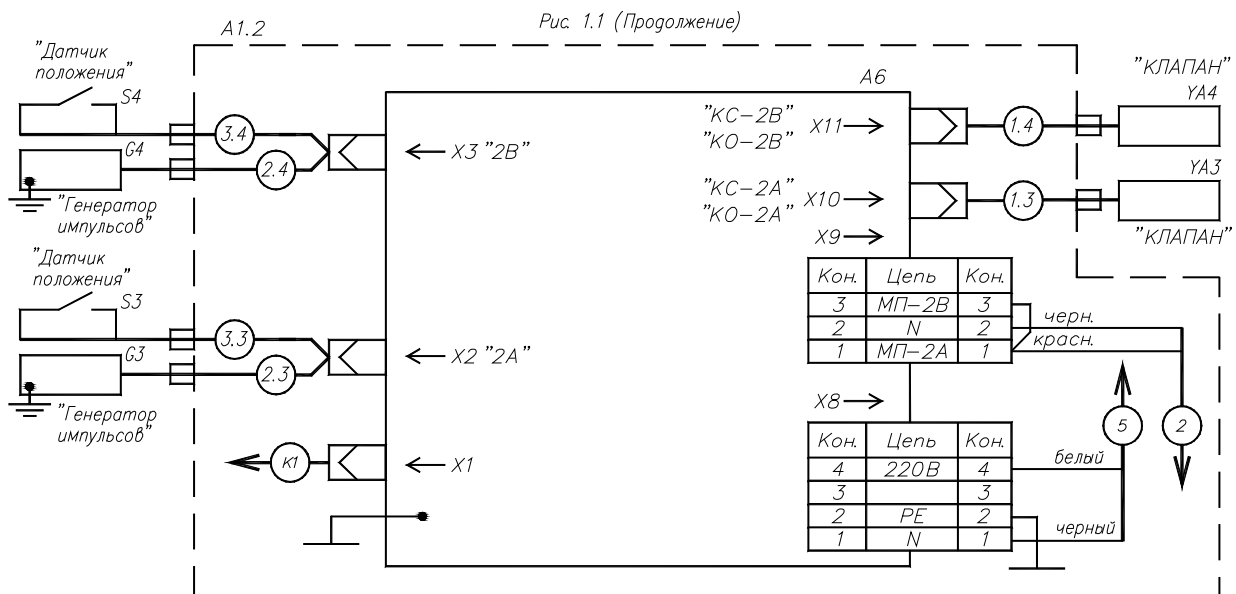 Рис. 1.1 (Продолжение)
А1.2
А6
"Датчик
положения"
S4
3.4
G4
2.4
"Генератор
импульсов"
X3 "2В"
"Датчик
положения"
S3
3.3
G3
2.3
"Генератор
импульсов"
X2 "2А"
К1
X1
"КС-2В"
"КО-2В"
X11
1.4
"КЛАПАН"
YA4
"КС-2А"
"КО-2А"
X10
1.3
YA3
"КЛАПАН"
X9
Кон. Цепь Кон.
3 МП-2В 3
2 N 2
1 МП-2А 1
черн.
красн.
X8
5
2
Кон. Цепь Кон.
4 220В 4
3 3
2 PE 2
1 N 1
белый
черный